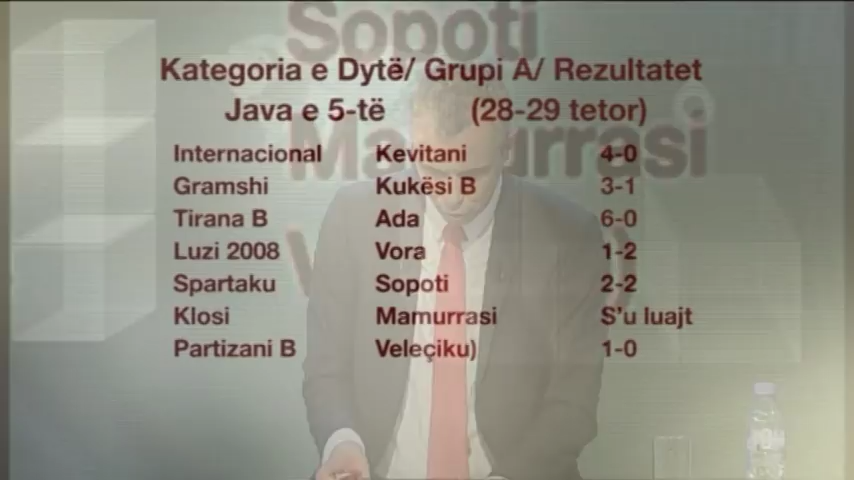 Sopoti
Kategoria e Dytë/ Grupi A/ Rezultatet
Java e 5-të (28-29 tetor)
Mamurrasi
Internacional Kevitani 4-0
Gramshi Kukësi B 3-1
Tirana B Ada 6-0
Luzi 2008 Vora 1-2
Spartaku Sopoti 2-2
Klosi Mamurrasi S'u luajt
Partizani B Veleçiku) 1-0